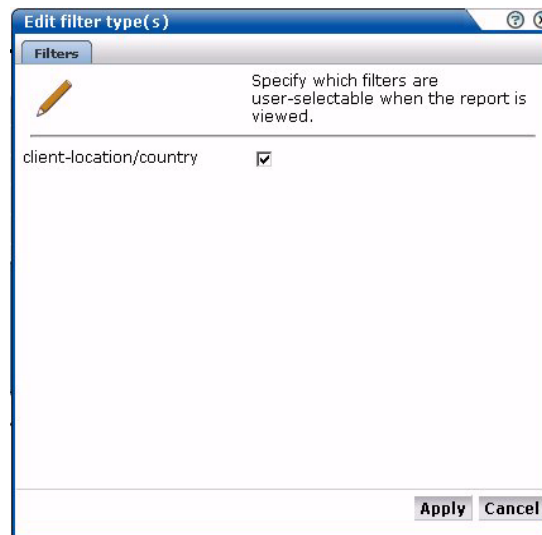 Edit filter type(s)
Filters
Specify which filters are
user-selectable when the report is
viewed.
client-location/country
Apply Cancel